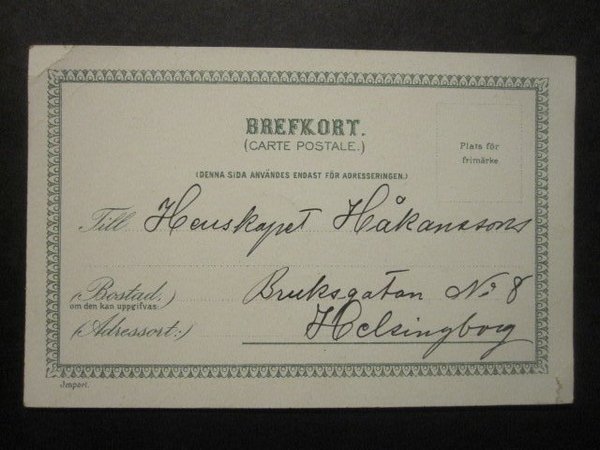 BREFKORT.
(CARTE POSTALE.)
Plats för
frimärke
(DENNA SIDA ANVÄNDES ENDAST FÖR ADRESSERINGEN.)
Till Herrskapet Håkanssons
(Bostad.) Bruksgatan No 8
om den kan uppgifvas:
(Adressort:) Helsingborg
Import.